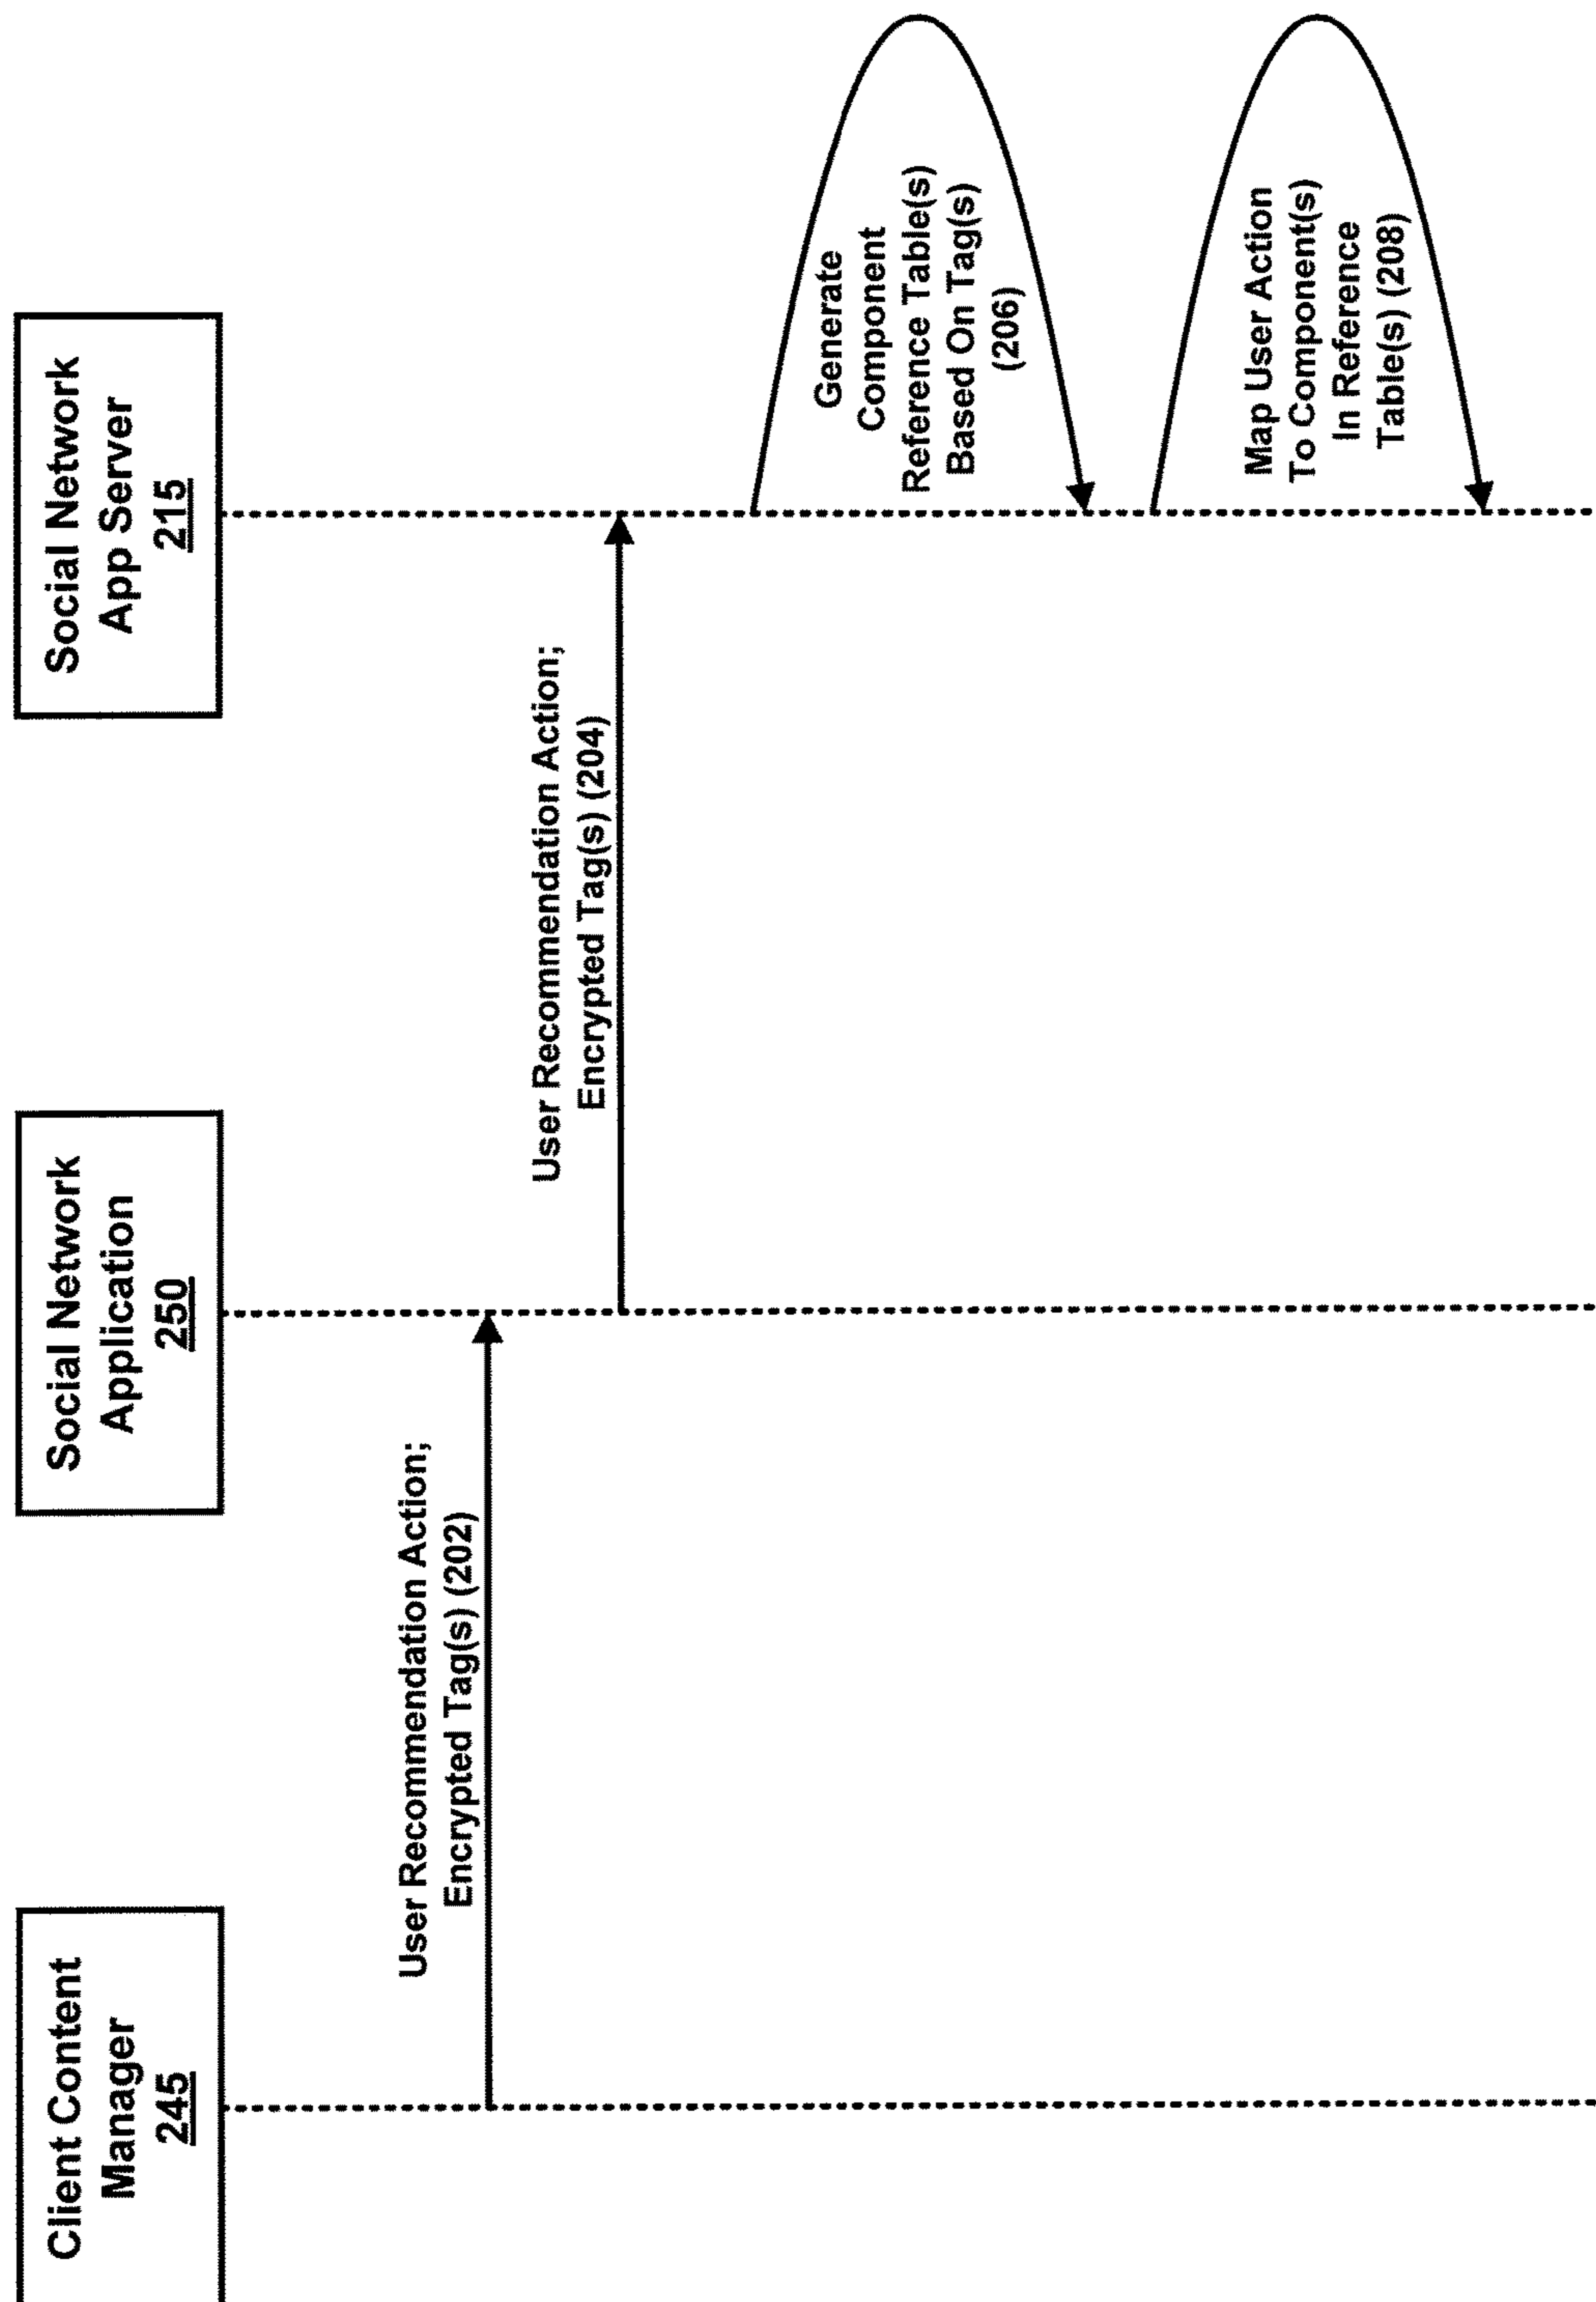 Client Content
Manager
245
Social Network
Application
250
Social Network
App Server
215
User Recommendation Action;
Encrypted Tag(s) (202)
User Recommendation Action;
Encrypted Tag(s) (204)
Generate
Component
Reference Table(s)
Based On Tag(s)
(206)
Map User Action
To Component(s)
In Reference
Table(s) (208)